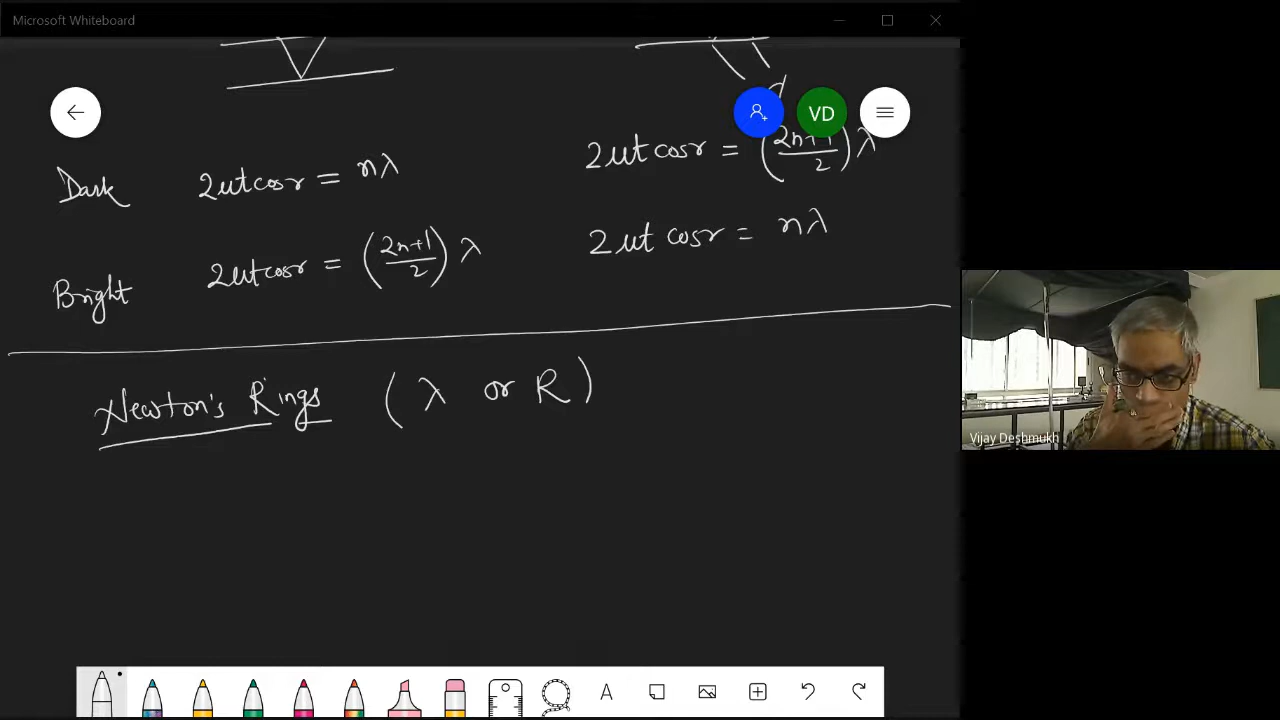 Microsoft Whiteboard
VD
Dark 2μt cos r = nλ 2μt cos r = (2n+1/2) λ
Bright 2μt cos r = (2n+1/2) λ 2μt cos r = nλ
Newton's Rings (λ or R)
Vijay Deshmukh
A